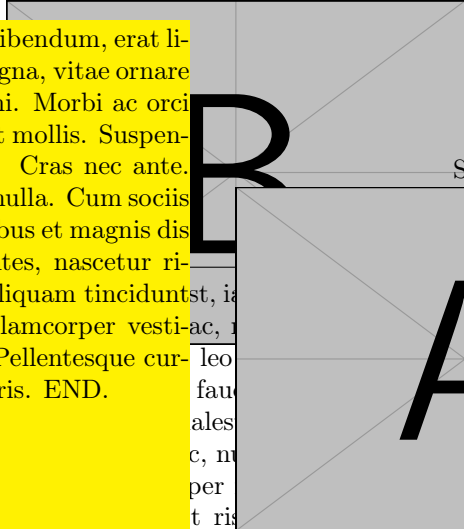 ibendum, erat li-
gna, vitae ornare
ni. Morbi ac orci
t mollis. Suspen-
Cras nec ante.
nulla. Cum sociis
bus et magnis dis
tes, nascetur ri-
liquam tincidunt
lamcorper vesti-
Pellentesque cur-
ris. END.
B
S
A
st, ia
ac, n
leo
fauc
ales
c, nu
per
t ris